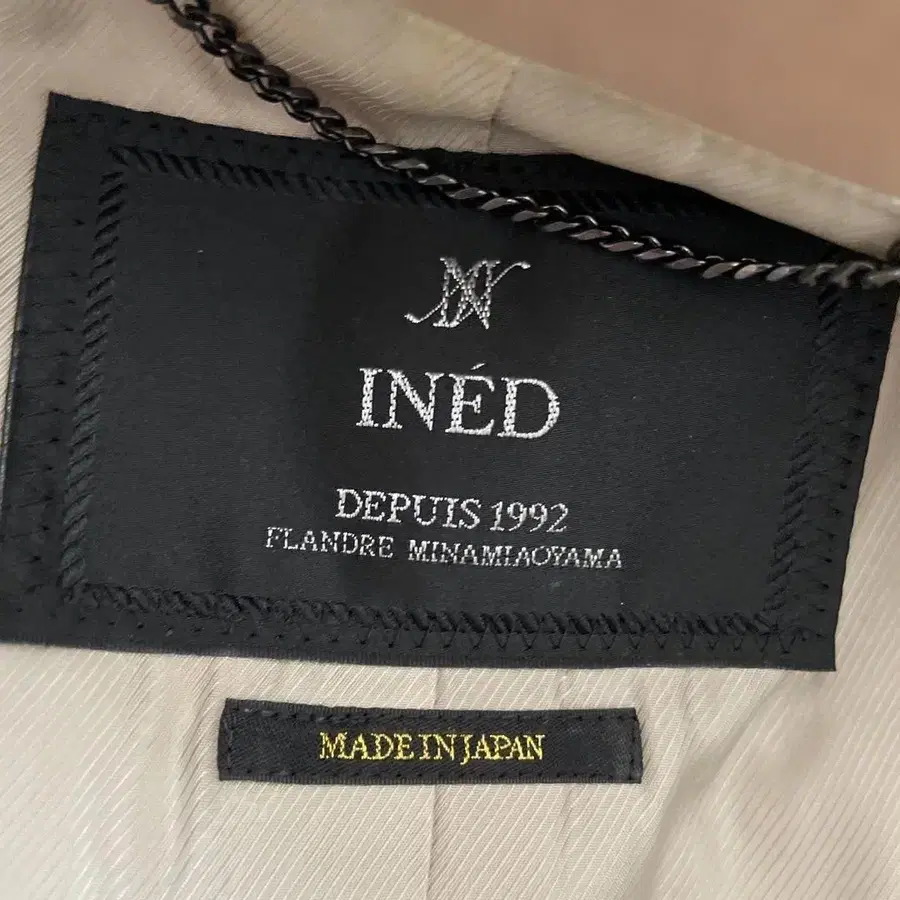 INÉD
DEPUIS 1992
FLANDRE MINAMIAOYAMA
MADE IN JAPAN